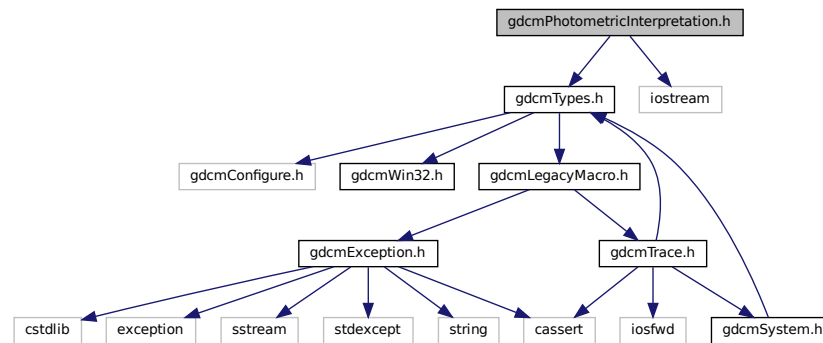 gdcmPhotometricInterpretation.h
gdcmTypes.h
iostream
gdcmConfigure.h
gdcmWin32.h
gdcmLegacyMacro.h
gdcmException.h
gdcmTrace.h
cstdlib
exception
sstream
stdexcept
string
cassert
iosfwd
gdcmSystem.h